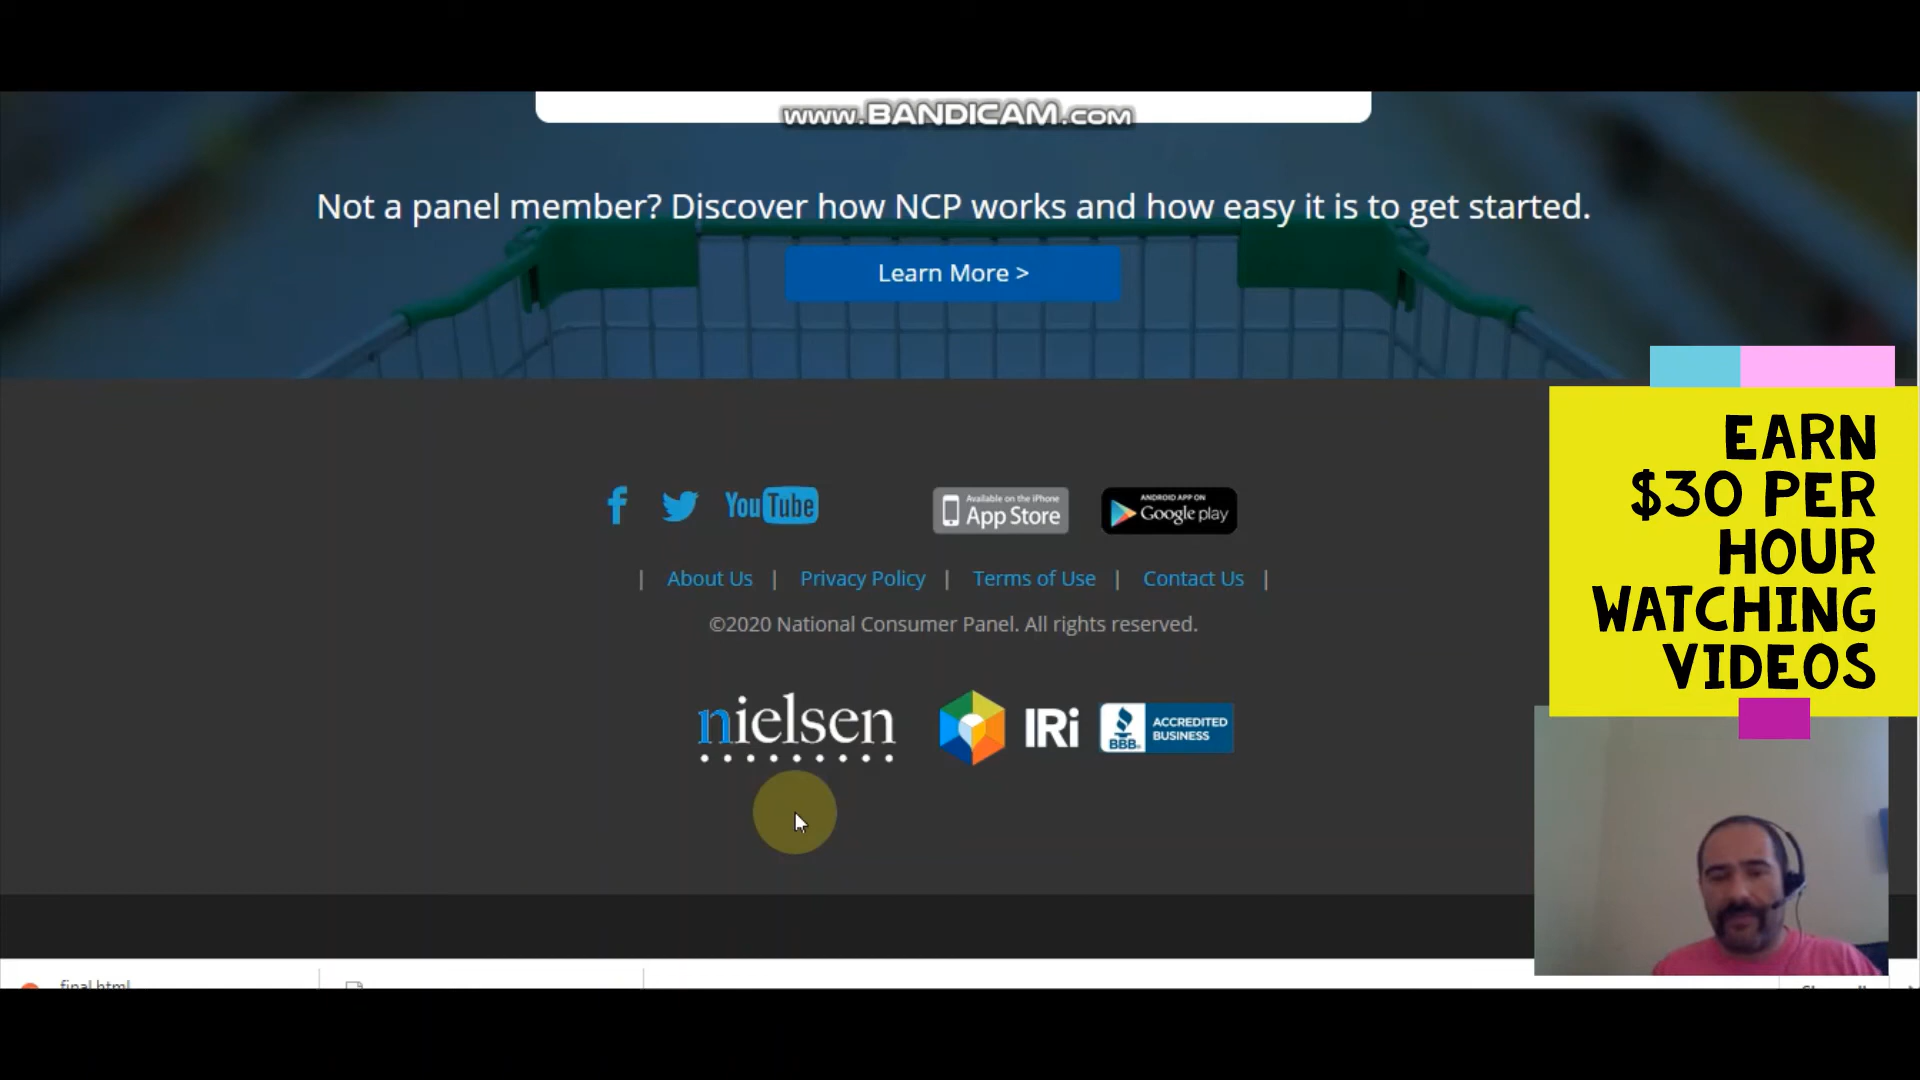 www.BANDICAM.com
Not a panel member? Discover how NCP works and how easy it is to get started.
Learn More >
EARN
$30 PER
HOUR
WATCHING
VIDEOS
f
YouTube
Available on the iPhone
App Store
ANDROID APP ON
Google play
| About Us | Privacy Policy | Terms of Use | Contact Us |
©2020 National Consumer Panel. All rights reserved.
nielsen
IRi
BBB.
ACCREDITED
BUSINESS
final.html